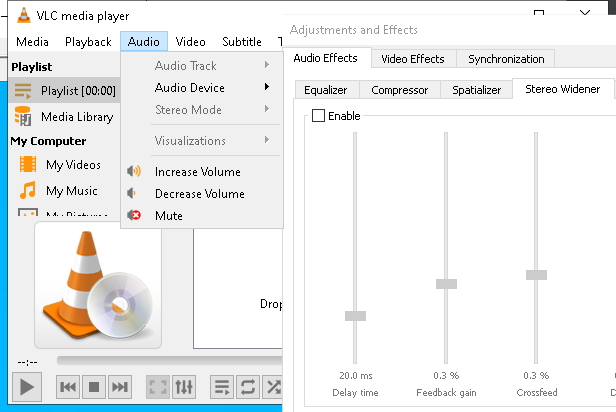 VLC media player
Media Playback Audio Video Subtitle
Playlist
Playlist [00:00]
Media Library
My Computer
My Videos
My Music
My Pictures
Audio Track
Audio Device
Stereo Mode
Visualizations
Increase Volume
Decrease Volume
Mute
Drop
--:--
Adjustments and Effects
Audio Effects Video Effects Synchronization
Equalizer Compressor Spatializer Stereo Widener
Enable
20.0 ms 0.3 % 0.3 %
Delay time Feedback gain Crossfeed D